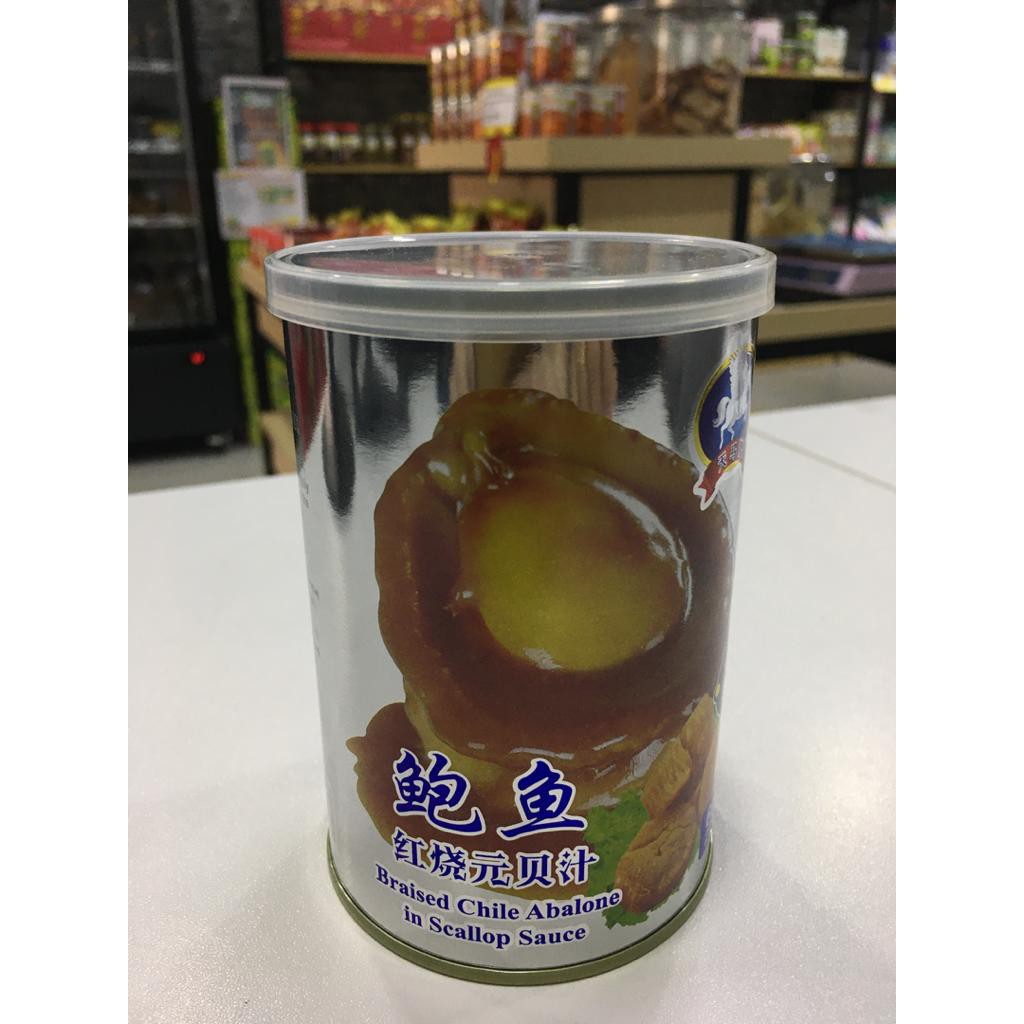 鲍鱼
红烧元贝汁
Braised Chile Abalone
in Scallop Sauce